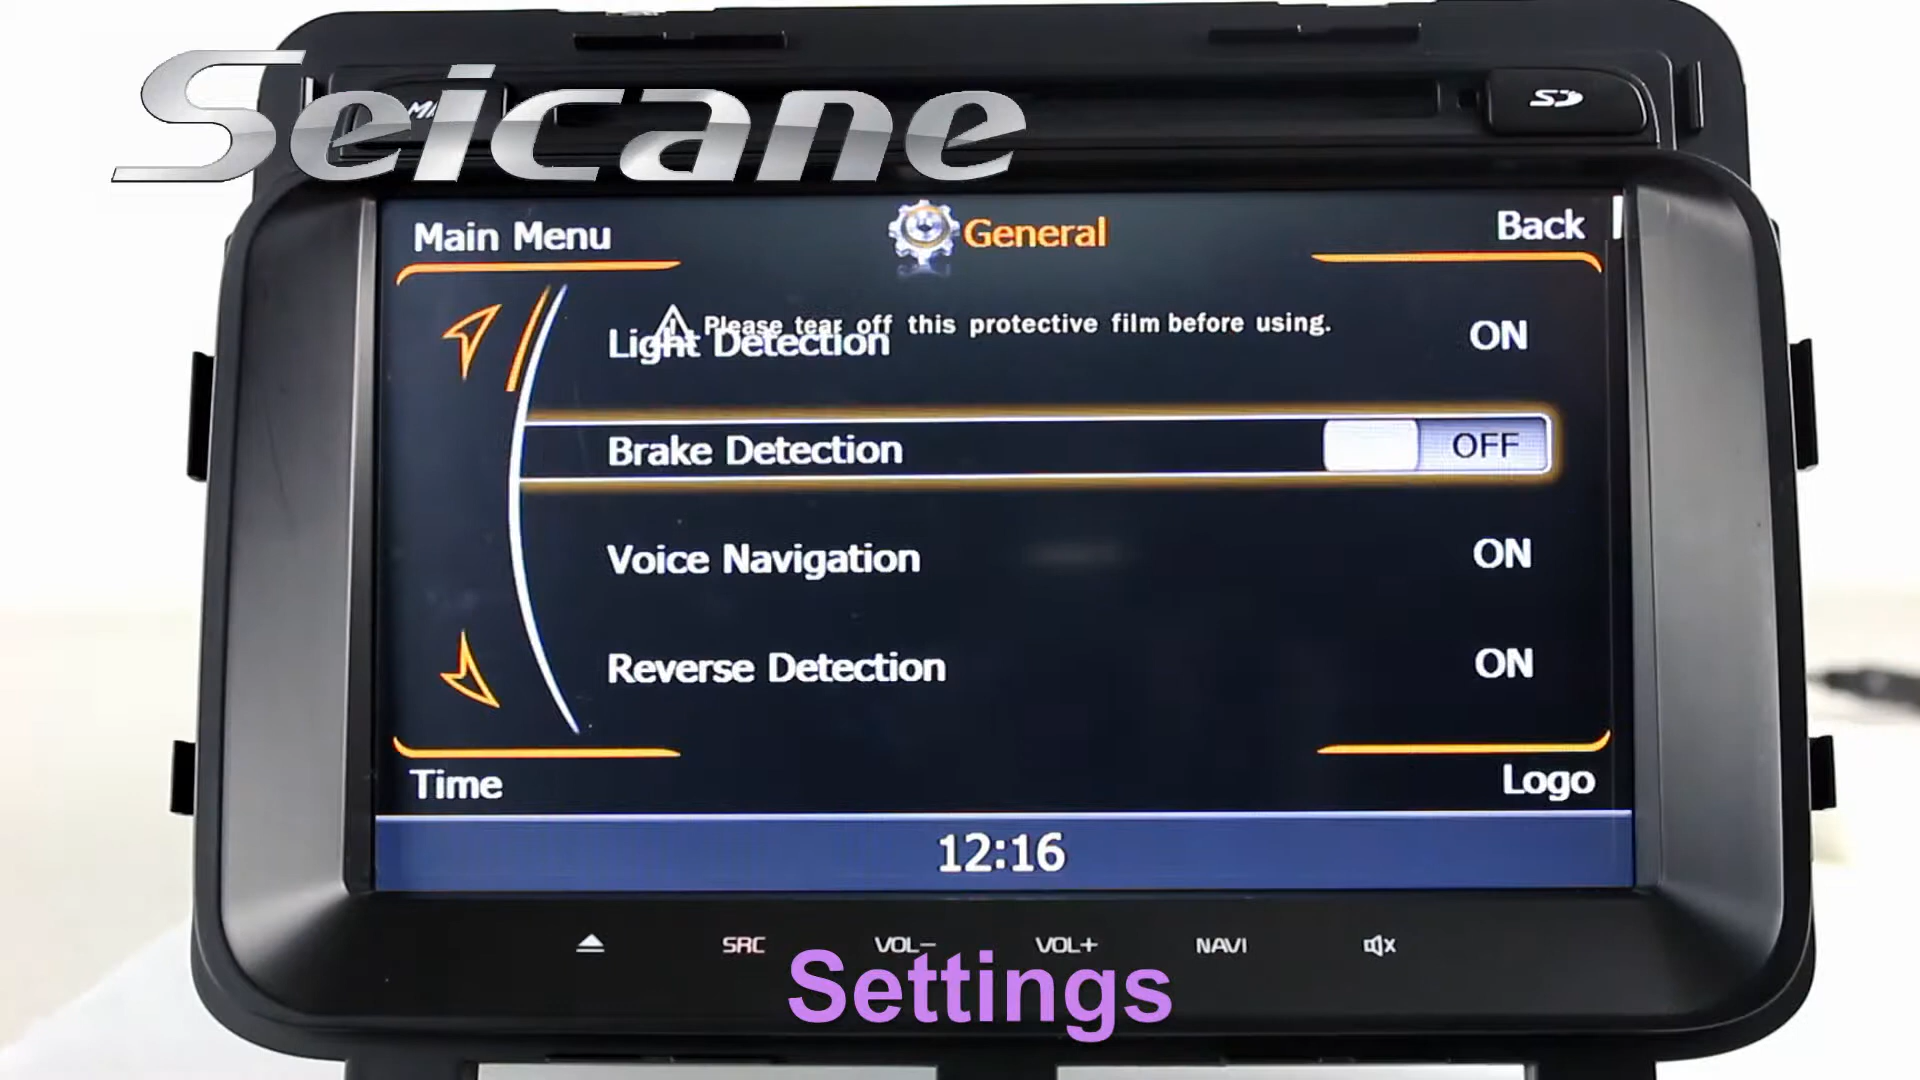 Seicane
Main Menu
General
Back
Please tear off this protective film before using.
Light Detection
ON
Brake Detection
OFF
Voice Navigation
ON
Reverse Detection
ON
Time
Logo
12:16
SRC
VOL-
VOL+
NAVI
Settings